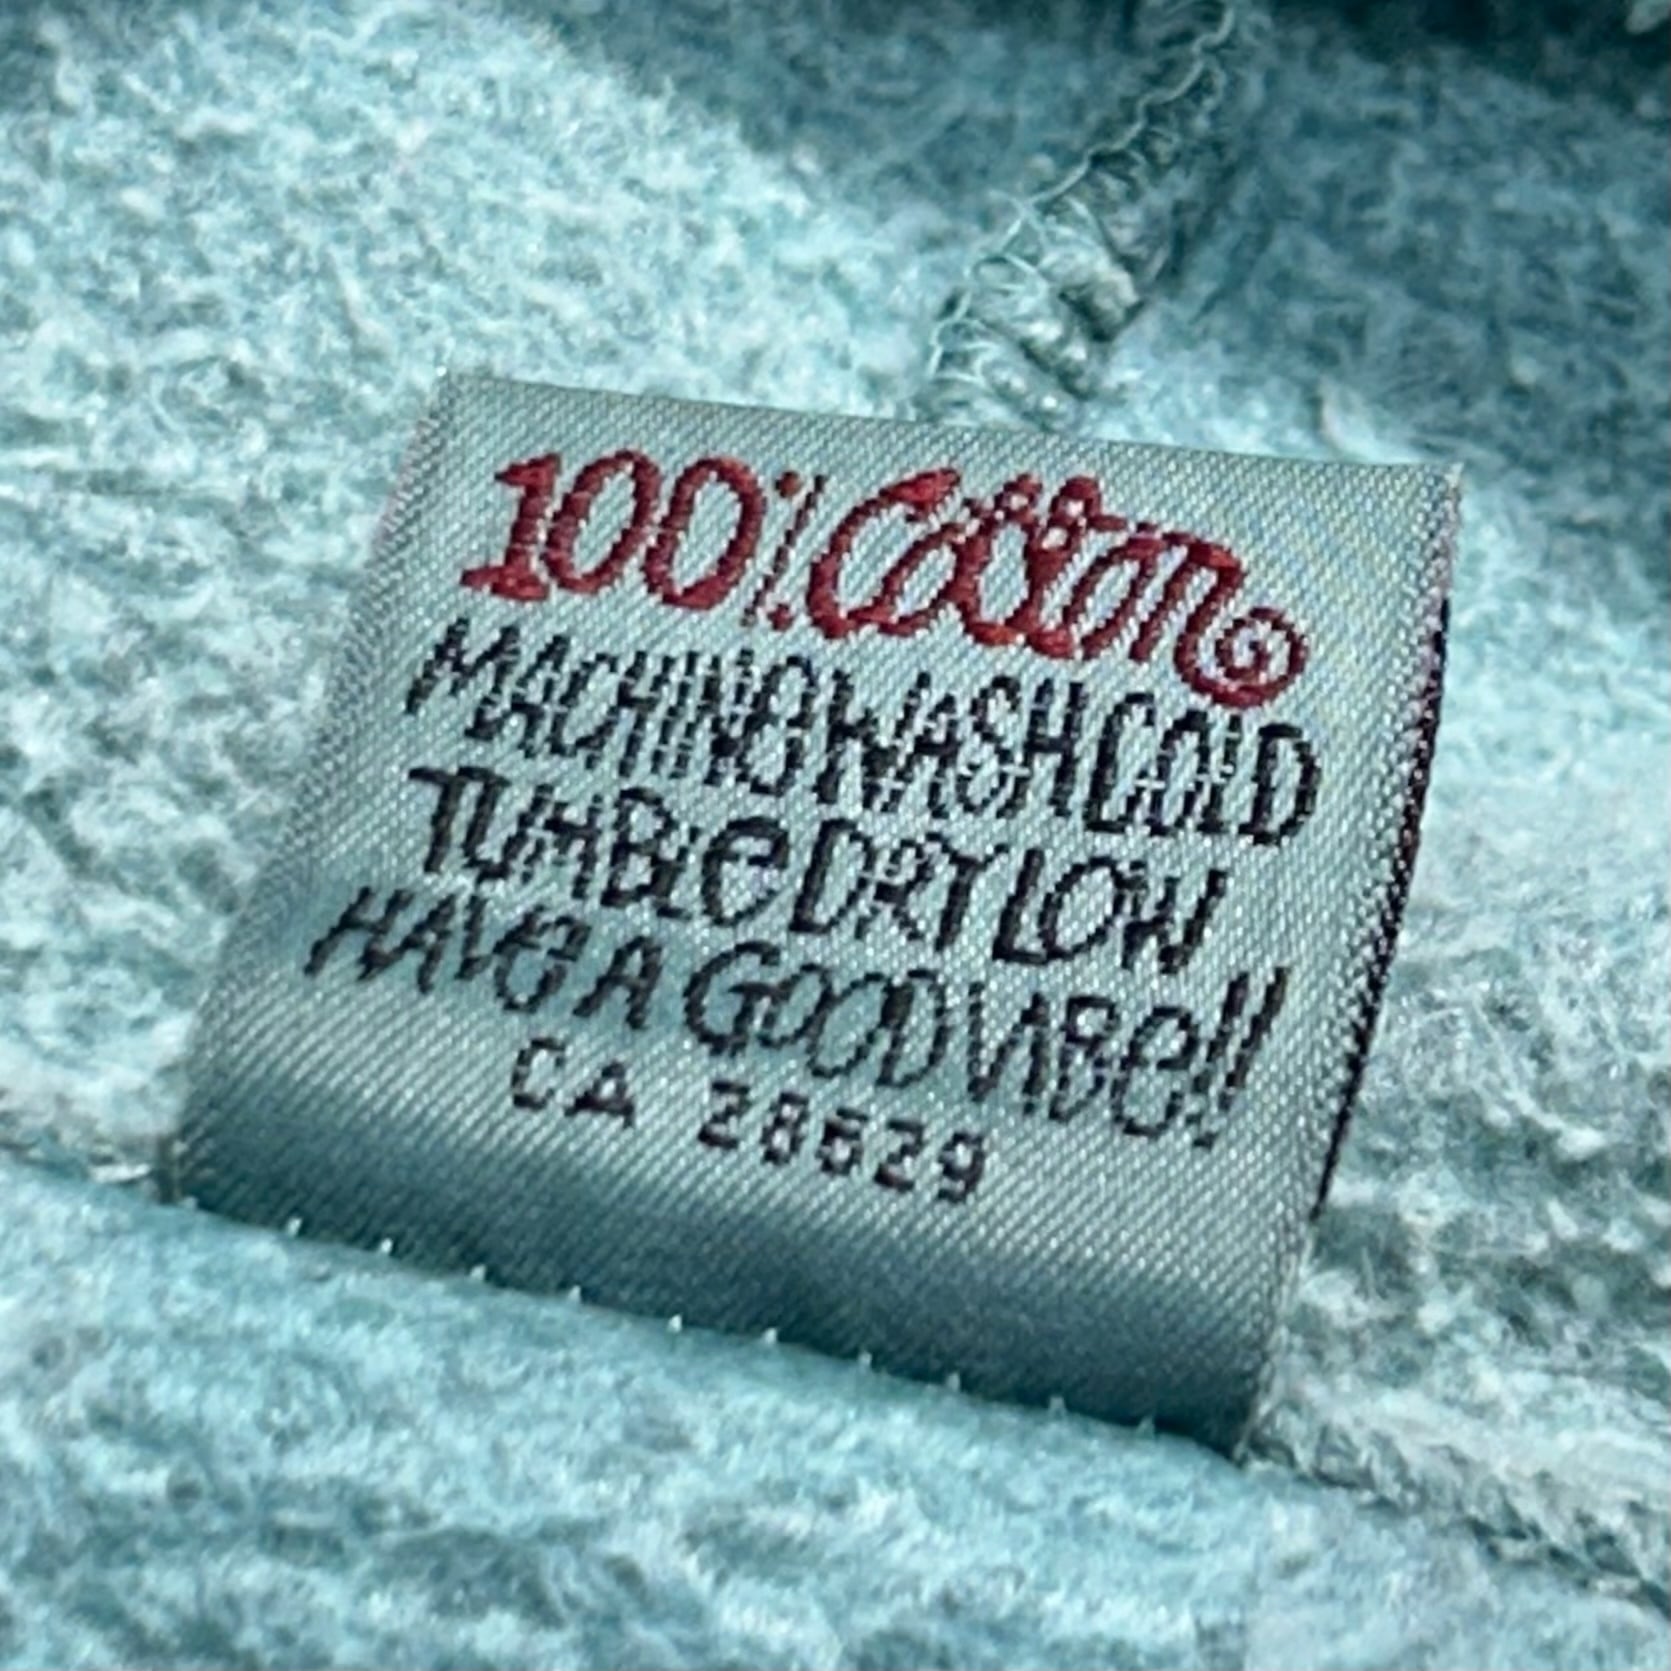 100% Cotton
MACHINE WASH COLD
TUMBLe DRY LOW
HAVe A GOOD VIBe!!
CA 28629